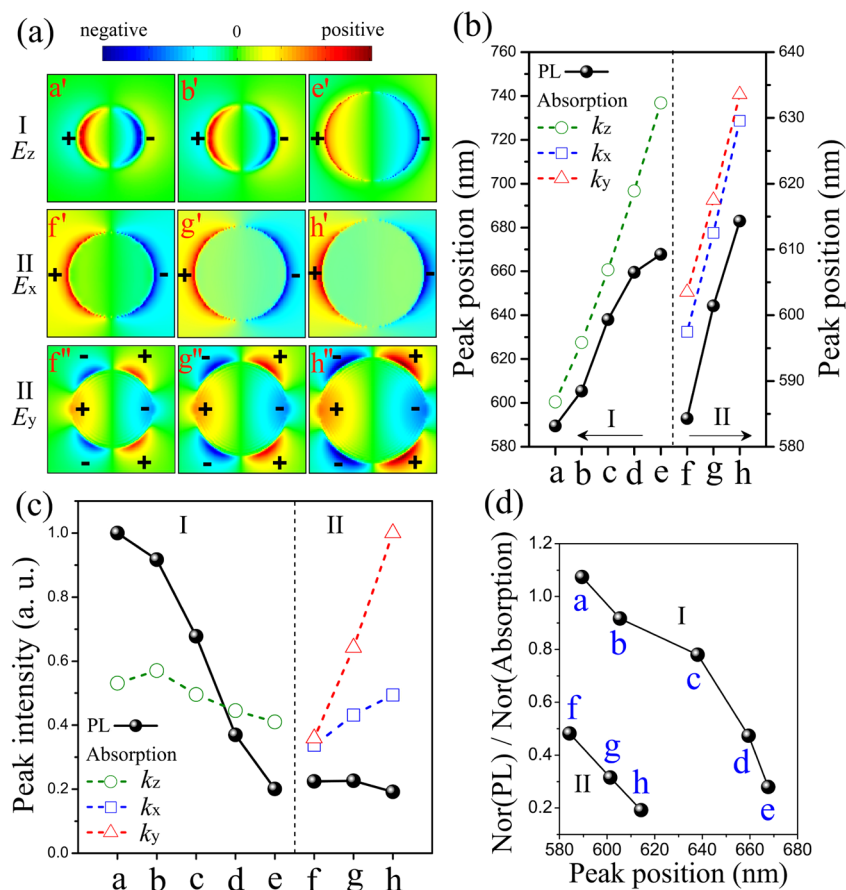 (a)
negative 0 positive
I
Ez
a' b' e'
+ - + - + -
II
Ex
f' g' h'
+ - + - + -
II
Ey
f" g" h"
- + - + - +
+ - + - + -
- + - + - +
(b)
760
740
720
700
680
660
640
620
600
580
Peak position (nm)
PL
Absorption
kz
kx
ky
I II
a b c d e f g h
640
630
620
610
600
590
580
Peak position (nm)
(c)
1.0
0.8
0.6
0.4
0.2
0.0
Peak intensity (a. u.)
I II
PL
Absorption
kz
kx
ky
a b c d e f g h
(d)
1.2
1.0
0.8
0.6
0.4
0.2
Nor(PL) / Nor(Absorption)
a
b
I
c
d
e
f
g
h
II
580 600 620 640 660 680
Peak position (nm)